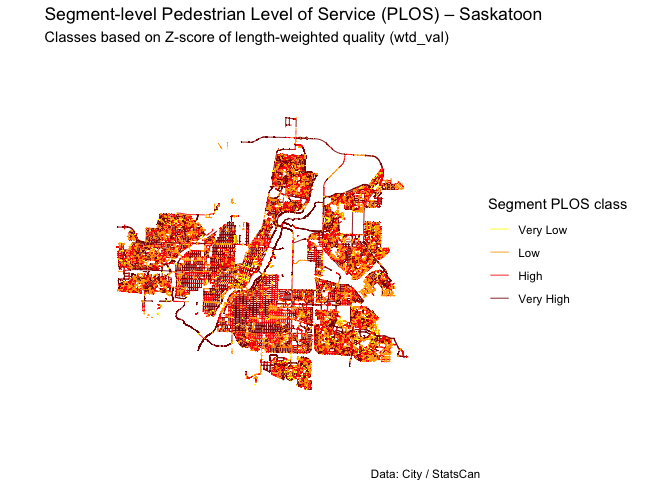 Segment-level Pedestrian Level of Service (PLOS) – Saskatoon
Classes based on Z-score of length-weighted quality (wtd_val)
Segment PLOS class
Very Low
Low
High
Very High
Data: City / StatsCan